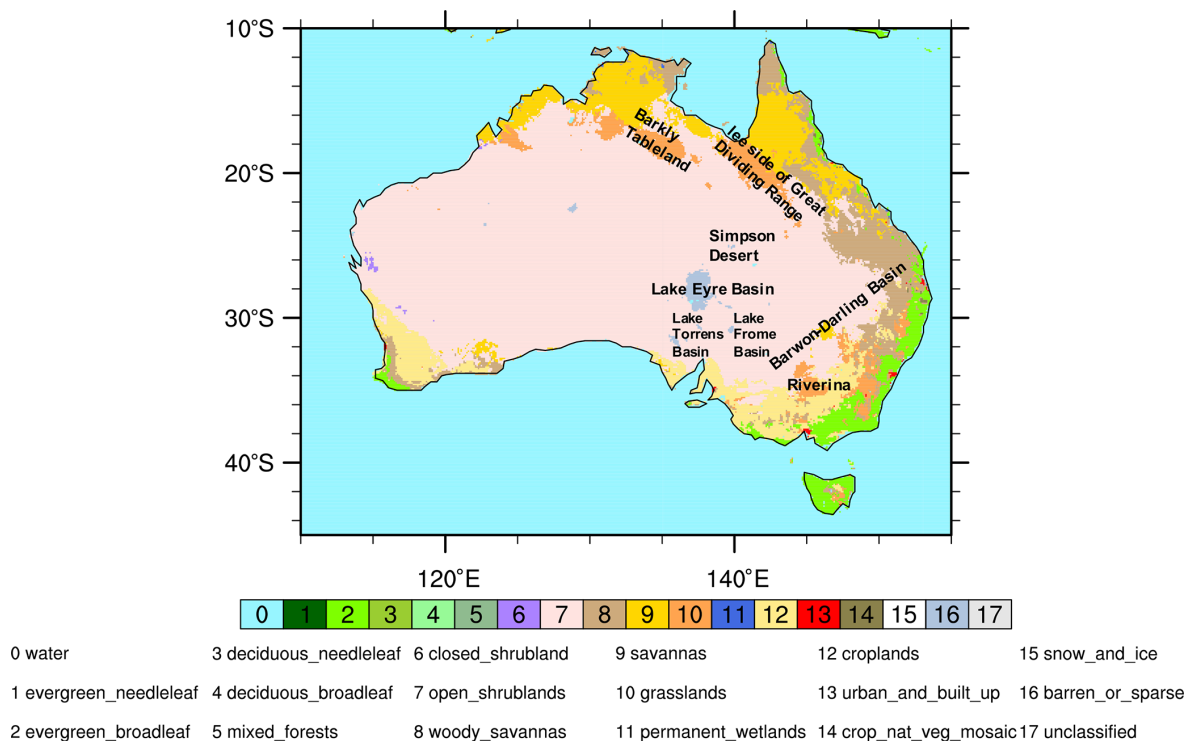 10°S
20°S
30°S
40°S
120°E
140°E
Barkly
Tableland
lee side of Great
Dividing Range
Simpson
Desert
Lake Eyre Basin
Lake
Torrens
Basin
Lake
Frome
Basin
Barwon-Darling Basin
Riverina
0 1 2 3 4 5 6 7 8 9 10 11 12 13 14 15 16 17
0 water 3 deciduous_needleleaf 6 closed_shrubland 9 savannas 12 croplands 15 snow_and_ice
1 evergreen_needleleaf 4 deciduous_broadleaf 7 open_shrublands 10 grasslands 13 urban_and_built_up 16 barren_or_sparse
2 evergreen_broadleaf 5 mixed_forests 8 woody_savannas 11 permanent_wetlands 14 crop_nat_veg_mosaic 17 unclassified